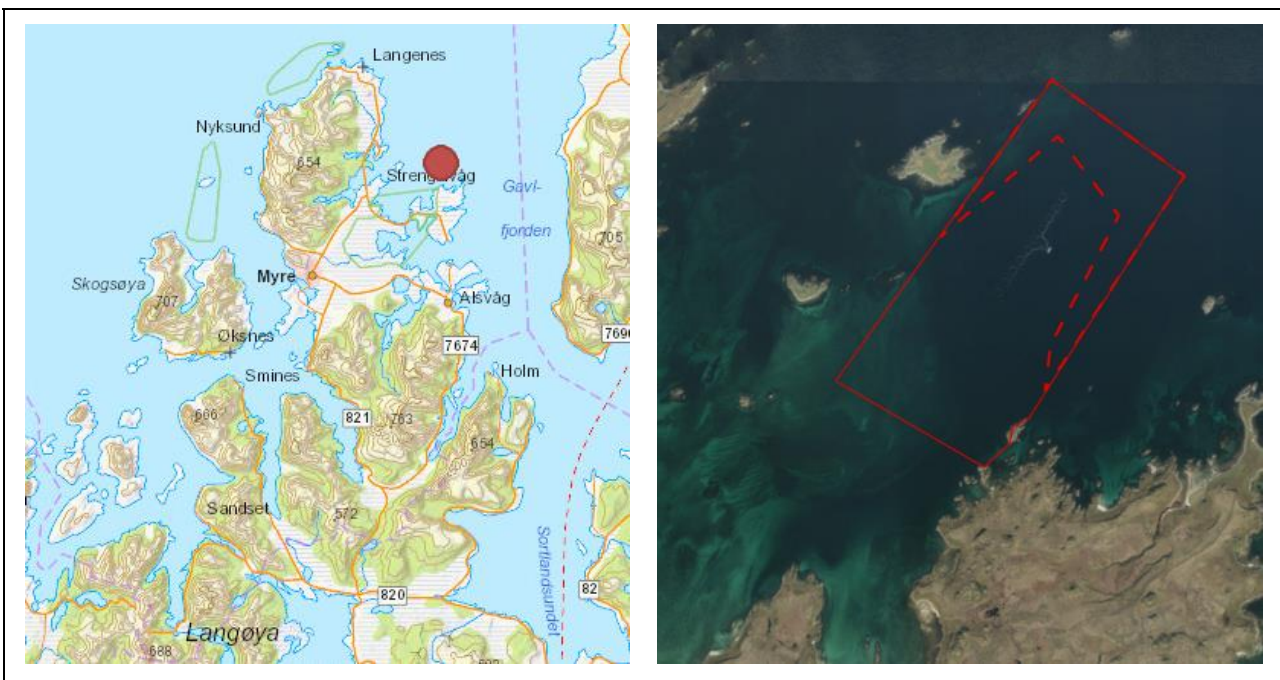 Langenes
Nyksund
654
Strengelvåg
Gavl-
fjorden
705
Myre
Skogsøya
707
Alsvåg
Øksnes
7674
Smines
Holm
666
821
763
654
Sandset
572
Sortlandsundet
820
82
Langøya
688